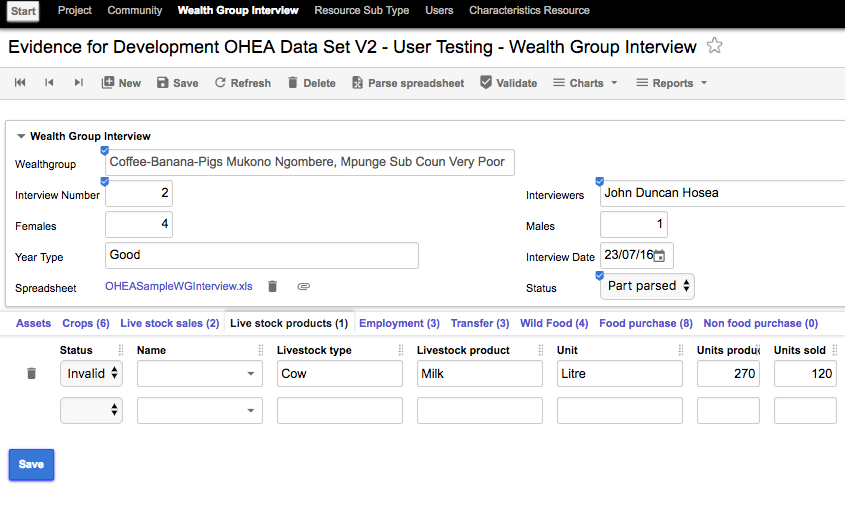 Start Project Community Wealth Group Interview Resource Sub Type Users Characteristics Resource
Evidence for Development OHEA Data Set V2 - User Testing - Wealth Group Interview
New Save Refresh Delete Parse spreadsheet Validate Charts Reports
Wealth Group Interview
Wealthgroup Coffee-Banana-Pigs Mukono Ngombere, Mpunge Sub Coun Very Poor
Interview Number 2 Interviewers John Duncan Hosea
Females 4 Males 1
Year Type Good Interview Date 23/07/16
Spreadsheet OHEASampleWGInterview.xls Status Part parsed
Assets Crops (6) Live stock sales (2) Live stock products (1) Employment (3) Transfer (3) Wild Food (4) Food purchase (8) Non food purchase (0)
Status Name Livestock type Livestock product Unit Units produc Units sold
Invalid Cow Milk Litre 270 120
Save